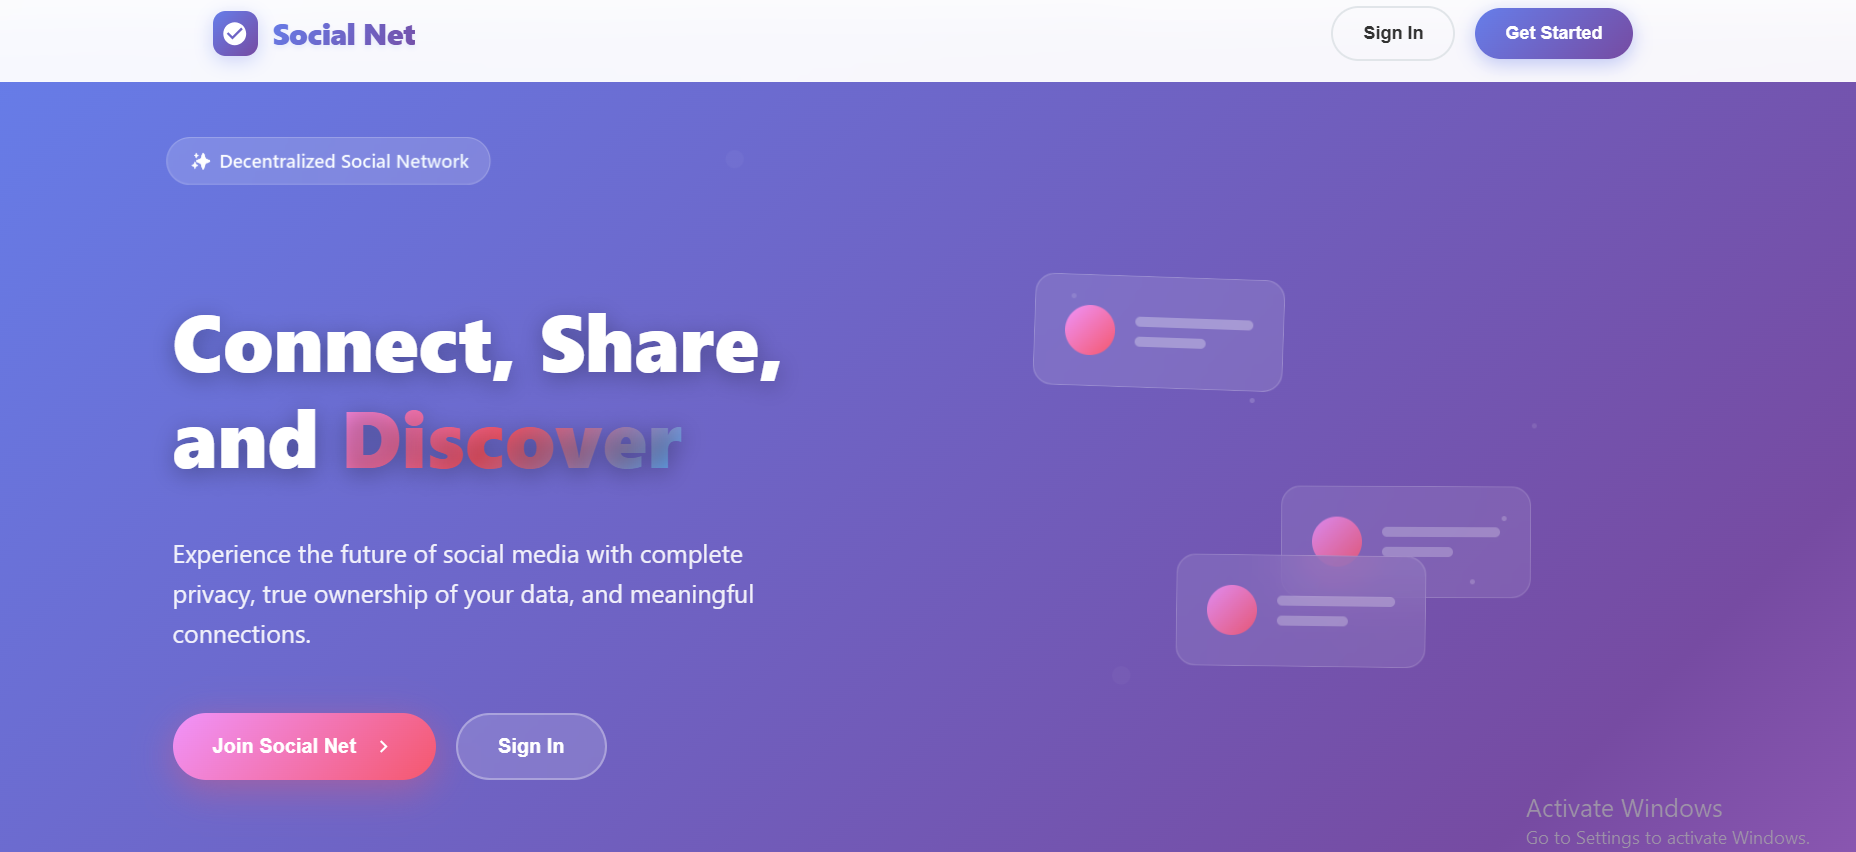 Social Net
Sign In
Get Started
Decentralized Social Network
Connect, Share,
and Discover
Experience the future of social media with complete
privacy, true ownership of your data, and meaningful
connections.
Join Social Net
Sign In
Activate Windows
Go to Settings to activate Windows.